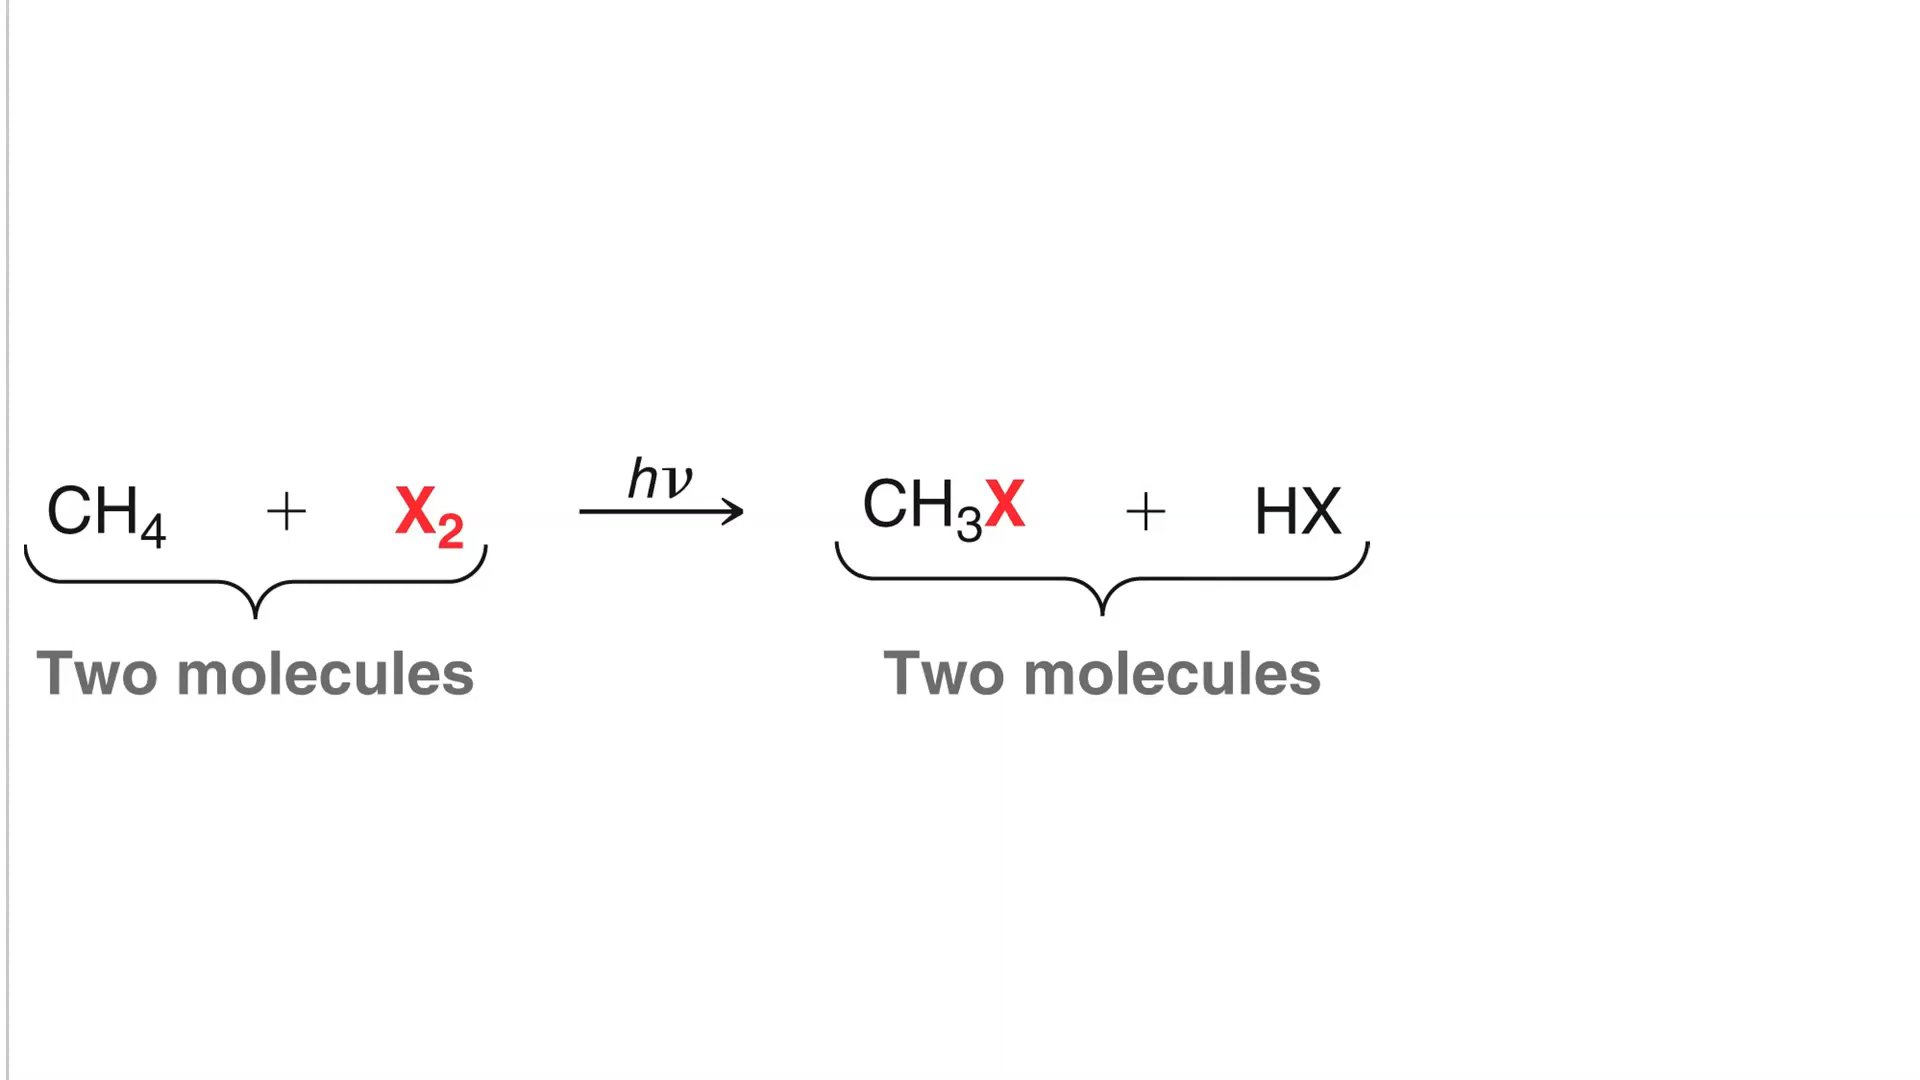 CH₄ + X₂ hν → CH₃X + HX
Two molecules Two molecules